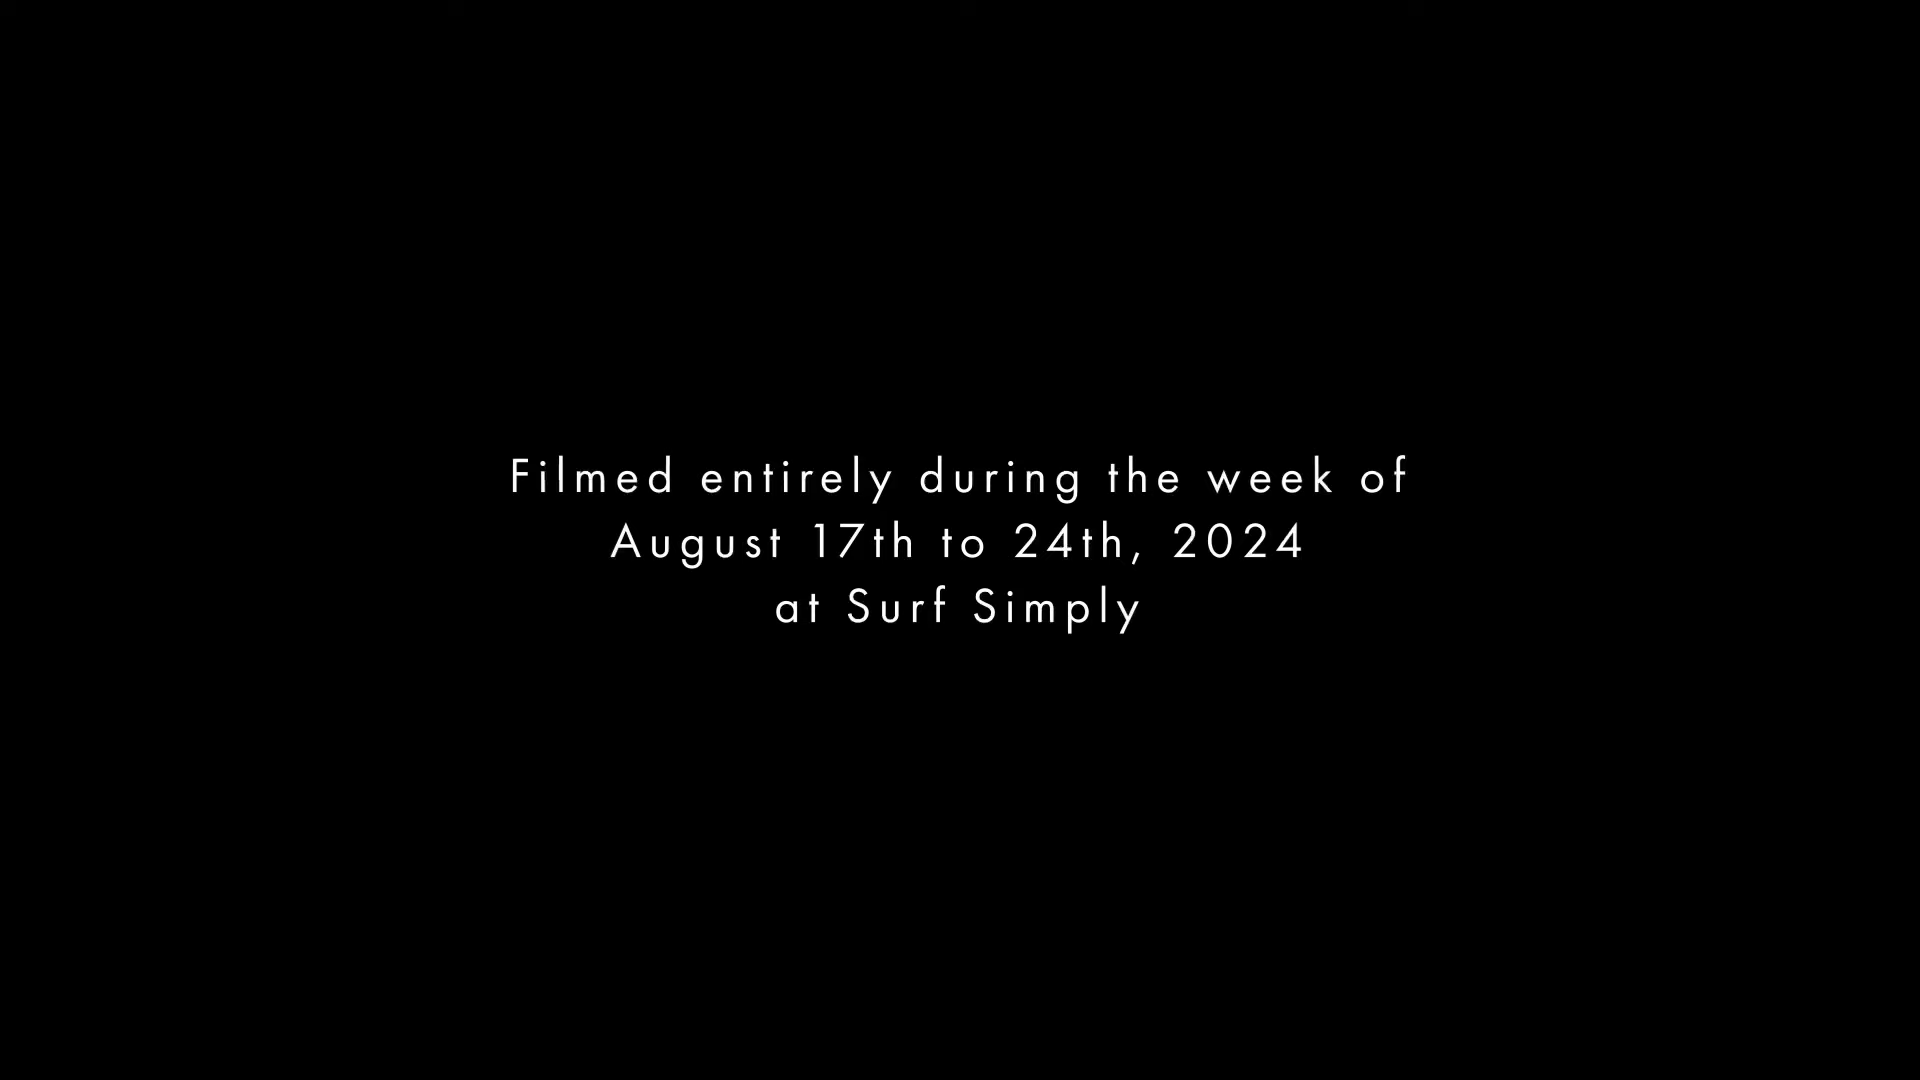 Filmed entirely during the week of
August 17th to 24th, 2024
at Surf Simply